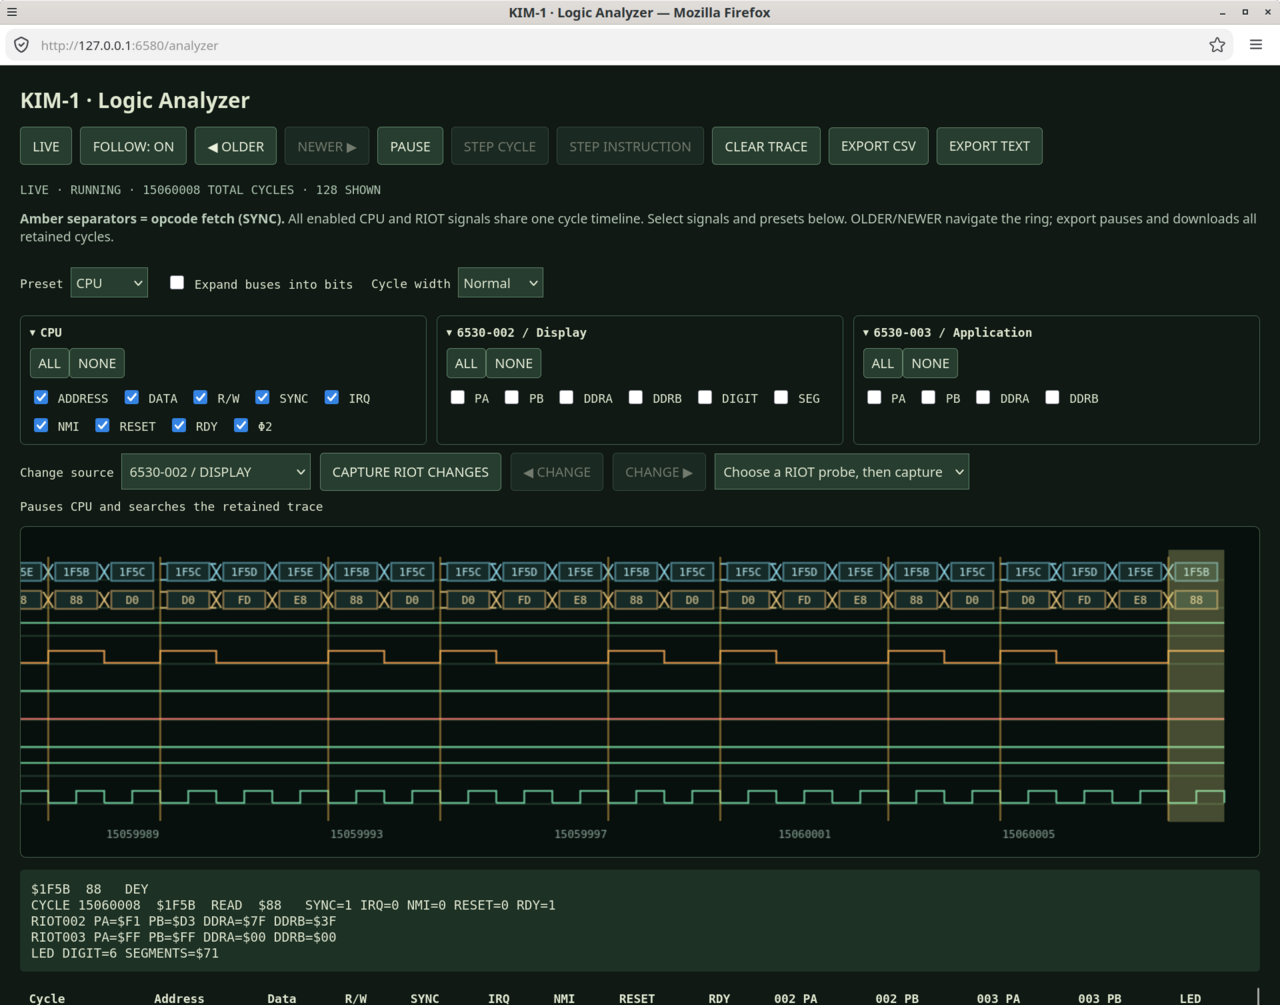 KIM-1 · Logic Analyzer — Mozilla Firefox
http://127.0.0.1:6580/analyzer
KIM-1 · Logic Analyzer
LIVE FOLLOW: ON ◀ OLDER NEWER ▶ PAUSE STEP CYCLE STEP INSTRUCTION CLEAR TRACE EXPORT CSV EXPORT TEXT
LIVE · RUNNING · 15060008 TOTAL CYCLES · 128 SHOWN
Amber separators = opcode fetch (SYNC). All enabled CPU and RIOT signals share one cycle timeline. Select signals and presets below. OLDER/NEWER navigate the ring; export pauses and downloads all
retained cycles.
Preset CPU Expand buses into bits Cycle width Normal
▾ CPU
ALL NONE
ADDRESS DATA R/W SYNC IRQ
NMI RESET RDY Φ2
▾ 6530-002 / Display
ALL NONE
PA PB DDRA DDRB DIGIT SEG
▾ 6530-003 / Application
ALL NONE
PA PB DDRA DDRB
Change source 6530-002 / DISPLAY CAPTURE RIOT CHANGES ◀ CHANGE CHANGE ▶ Choose a RIOT probe, then capture
Pauses CPU and searches the retained trace
5E 1F5B 1F5C 1F5C 1F5D 1F5E 1F5B 1F5C 1F5C 1F5D 1F5E 1F5B 1F5C 1F5C 1F5D 1F5E 1F5B 1F5C 1F5C 1F5D 1F5E 1F5B
8 88 D0 D0 FD E8 88 D0 D0 FD E8 88 D0 D0 FD E8 88 D0 D0 FD E8 88
15059989 15059993 15059997 15060001 15060005
$1F5B 88 DEY
CYCLE 15060008 $1F5B READ $88 SYNC=1 IRQ=0 NMI=0 RESET=0 RDY=1
RIOT002 PA=$F1 PB=$D3 DDRA=$7F DDRB=$3F
RIOT003 PA=$FF PB=$FF DDRA=$00 DDRB=$00
LED DIGIT=6 SEGMENTS=$71
Cycle Address Data R/W SYNC IRQ NMI RESET RDY 002 PA 002 PB 003 PA 003 PB LED